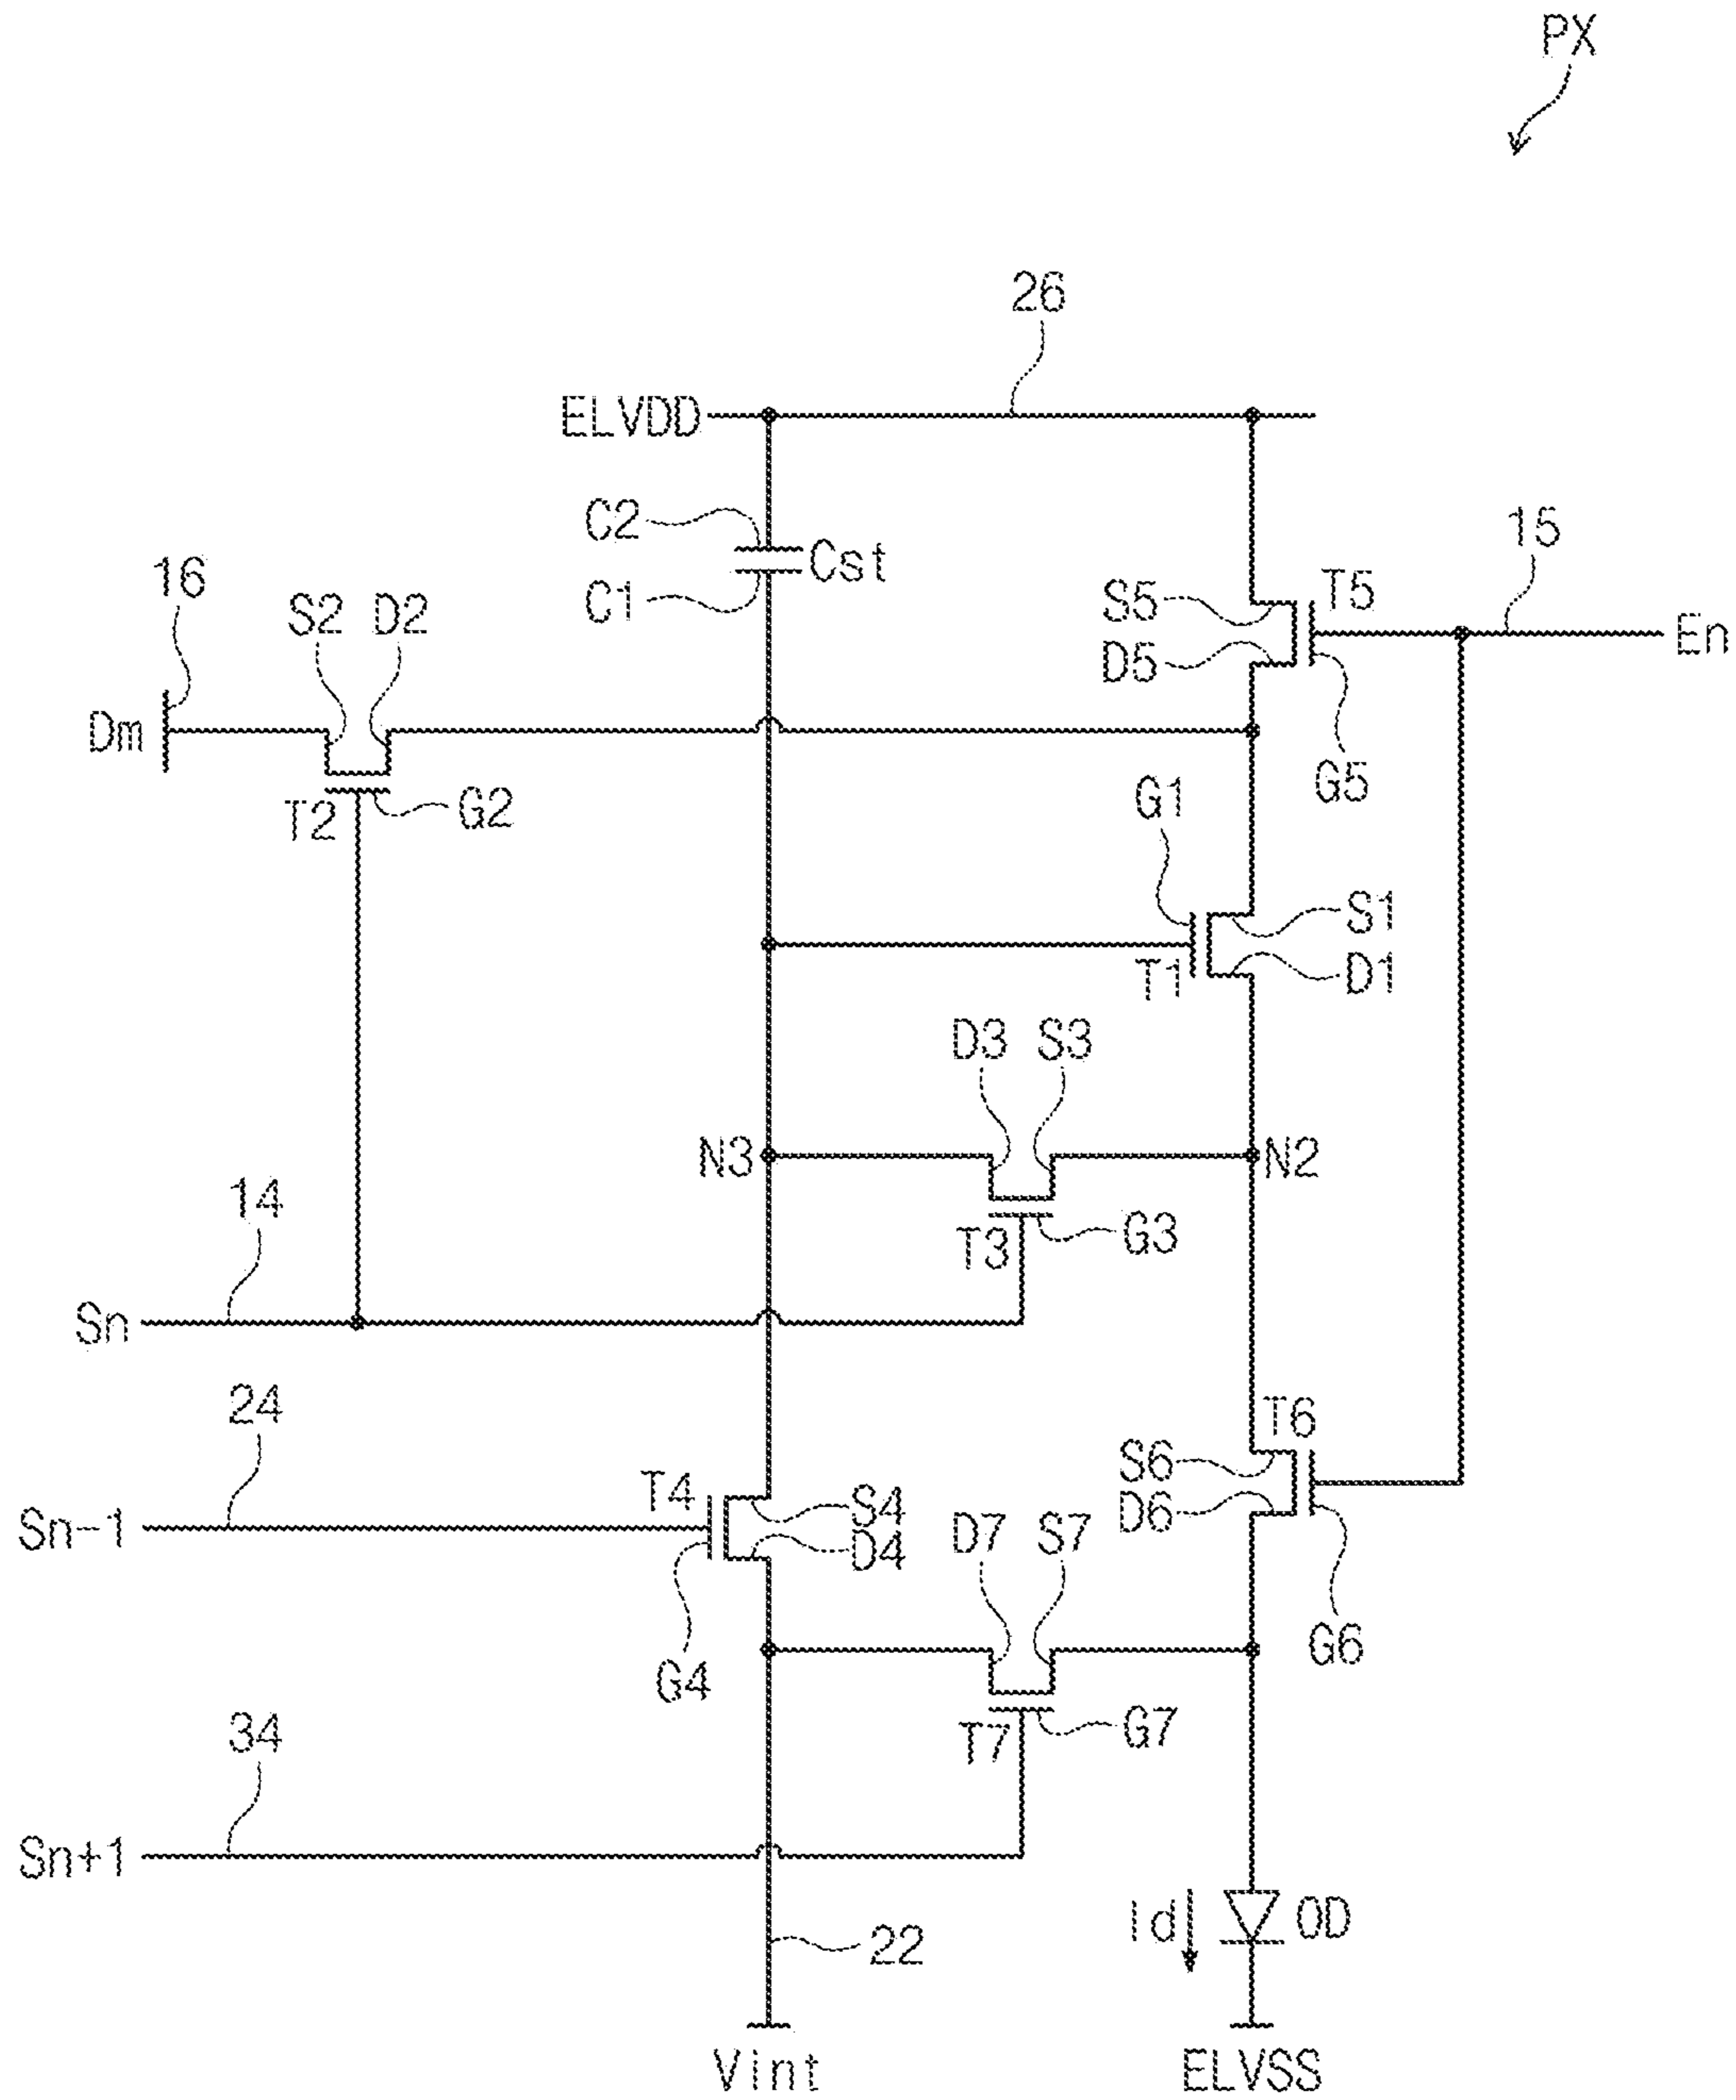 PX
26
ELVDD
C2
Cst
C1
15
16
S2 D2
S5
T5
D5
En
Dm
G5
T2
G2
G1
S1
T1
D1
D3 S3
N3
N2
14
T3
G3
Sn
24
T6
S6
D6
T4
S4
D4
Sn-1
D7 S7
G6
G4
34
T7
G7
Sn+1
Id
OD
22
Vint
ELVSS